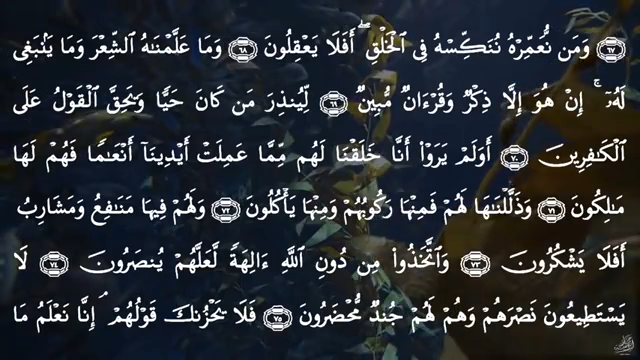 ﴿٦٧﴾ وَمَن نُّعَمِّرْهُ نُنَكِّسْهُ فِى ٱلْخَلْقِ ۖ أَفَلَا يَعْقِلُونَ ﴿٦٨﴾ وَمَا عَلَّمْنَـٰهُ ٱلشِّعْرَ وَمَا يَنۢبَغِى
لَهُۥٓ ۚ إِنْ هُوَ إِلَّا ذِكْرٌ وَقُرْءَانٌ مُّبِينٌ ﴿٦٩﴾ لِّيُنذِرَ مَن كَانَ حَيًّا وَيَحِقَّ ٱلْقَوْلُ عَلَى
ٱلْكَـٰفِرِينَ ﴿٧٠﴾ أَوَلَمْ يَرَوْا۟ أَنَّا خَلَقْنَا لَهُم مِّمَّا عَمِلَتْ أَيْدِينَآ أَنْعَـٰمًا فَهُمْ لَهَا
مَـٰلِكُونَ ﴿٧١﴾ وَذَلَّلْنَـٰهَا لَهُمْ فَمِنْهَا رَكُوبُهُمْ وَمِنْهَا يَأْكُلُونَ ﴿٧٢﴾ وَلَهُمْ فِيهَا مَنَـٰفِعُ وَمَشَارِبُ
أَفَلَا يَشْكُرُونَ ﴿٧٣﴾ وَٱتَّخَذُوا۟ مِن دُونِ ٱللَّهِ ءَالِهَةً لَّعَلَّهُمْ يُنصَرُونَ ﴿٧٤﴾ لَا
يَسْتَطِيعُونَ نَصْرَهُمْ وَهُمْ لَهُمْ جُندٌ مُّحْضَرُونَ ﴿٧٥﴾ فَلَا يَحْزُنكَ قَوْلُهُمْ ۘ إِنَّا نَعْلَمُ مَا